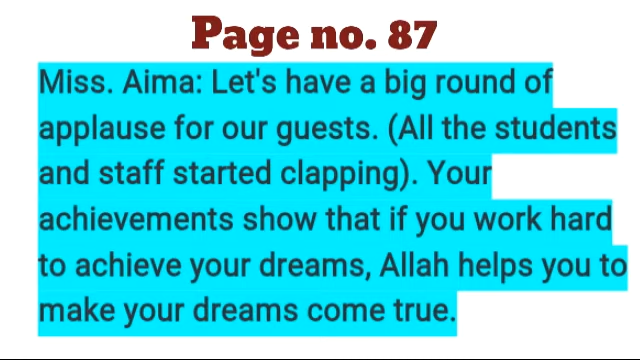 Page no. 87
Miss. Aima: Let's have a big round of
applause for our guests. (All the students
and staff started clapping). Your
achievements show that if you work hard
to achieve your dreams, Allah helps you to
make your dreams come true.